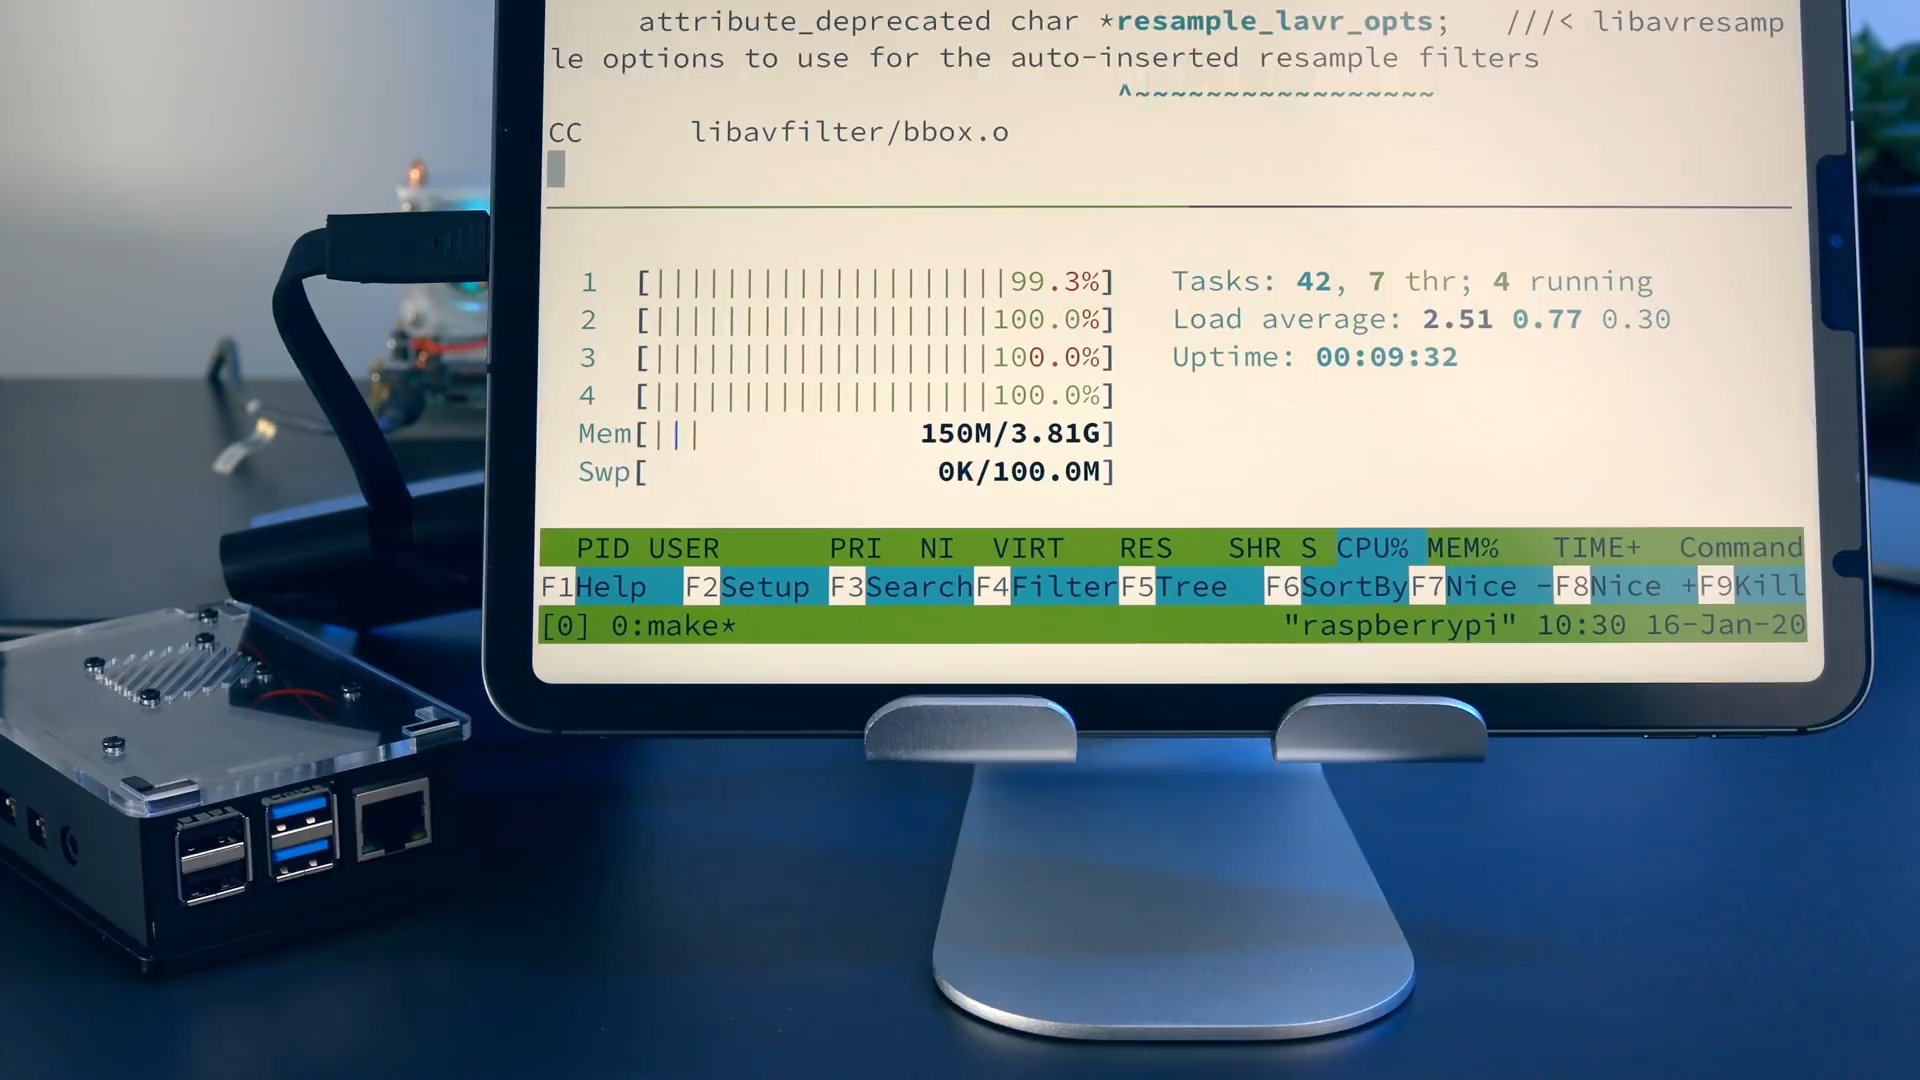 attribute_deprecated char *resample_lavr_opts; ///< libavresamp
le options to use for the auto-inserted resample filters
^~~~~~~~~~~~~~~~~~
CC libavfilter/bbox.o
1 [||||||||||||||||||||99.3%] Tasks: 42, 7 thr; 4 running
2 [|||||||||||||||||||100.0%] Load average: 2.51 0.77 0.30
3 [|||||||||||||||||||100.0%] Uptime: 00:09:32
4 [|||||||||||||||||||100.0%]
Mem[||| 150M/3.81G]
Swp[ 0K/100.0M]
PID USER PRI NI VIRT RES SHR S CPU% MEM% TIME+ Command
F1Help F2Setup F3SearchF4FilterF5Tree F6SortByF7Nice -F8Nice +F9Kill
[0] 0:make* "raspberrypi" 10:30 16-Jan-20